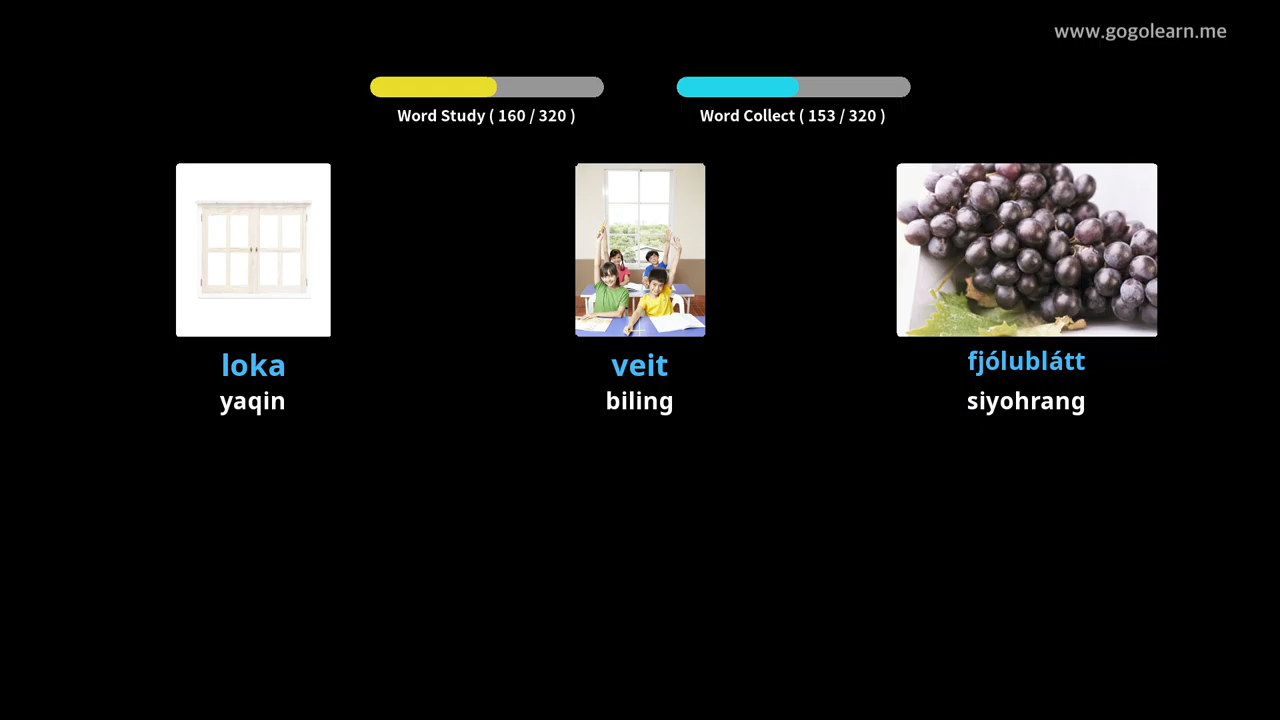 www.gogolearn.me
Word Study ( 160 / 320 )
Word Collect ( 153 / 320 )
loka
yaqin
veit
biling
fjólublátt
siyohrang